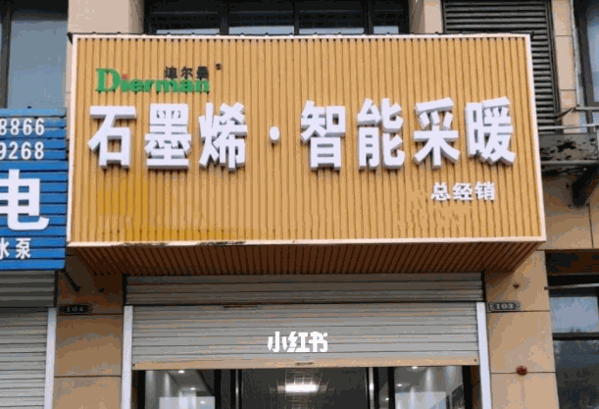 迪尔曼®
Dierman
石墨烯·智能采暖
总经销
8866
9268
电
水泵
104
103
小红书